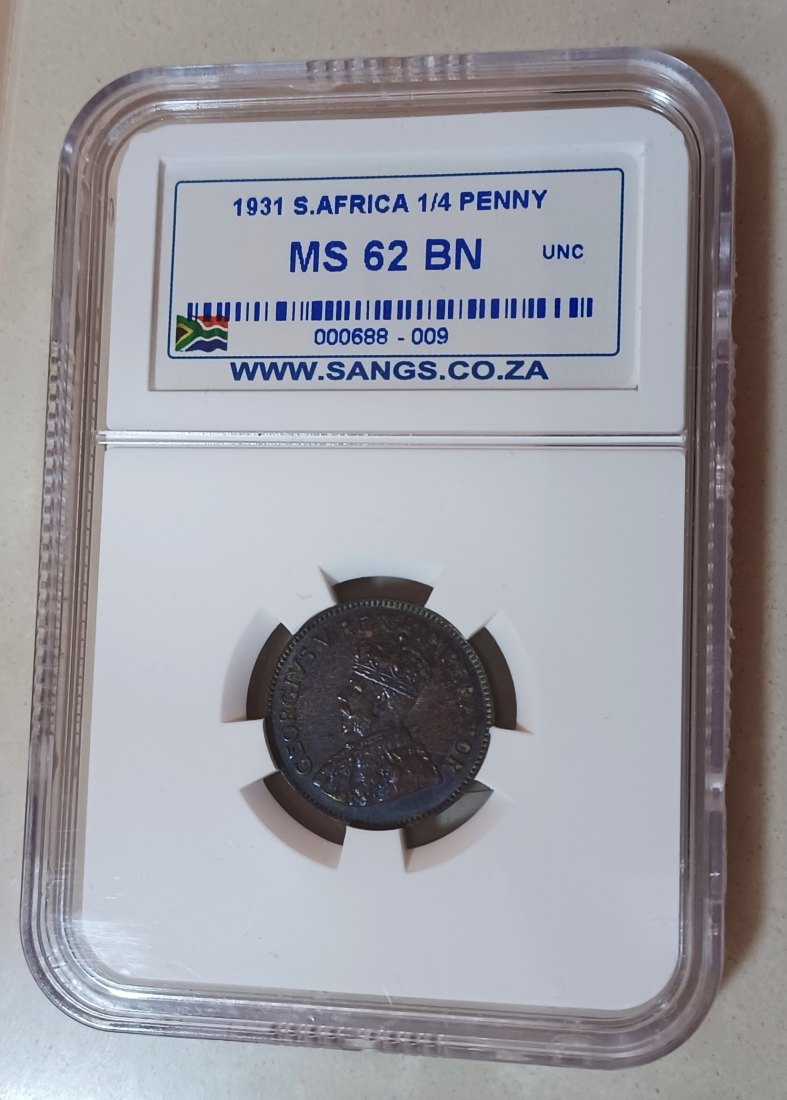 1931 S.AFRICA 1/4 PENNY
MS 62 BN UNC
000688 - 009
WWW.SANGS.CO.ZA
GEORGIVS V REX IMPERATOR